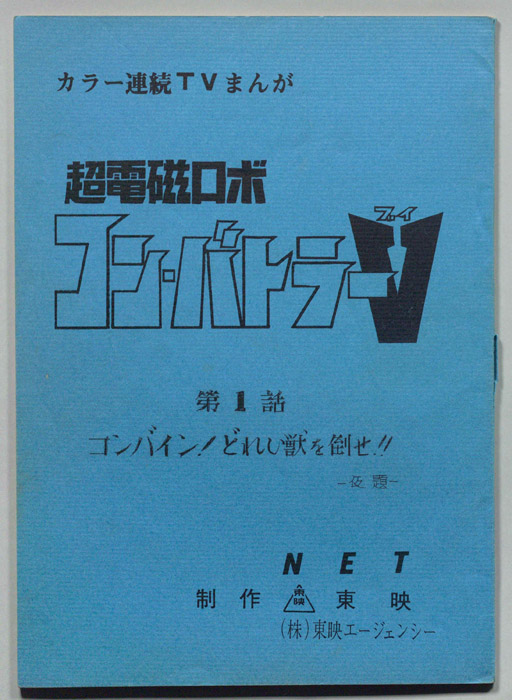 カラー連続TVまんが
超電磁ロボ
コン・バトラーV
ブイ
第1話
コンバイン!どれい獣を倒せ!!
-仮題-
NET
制作 東映 東映
(株)東映エージェンシー